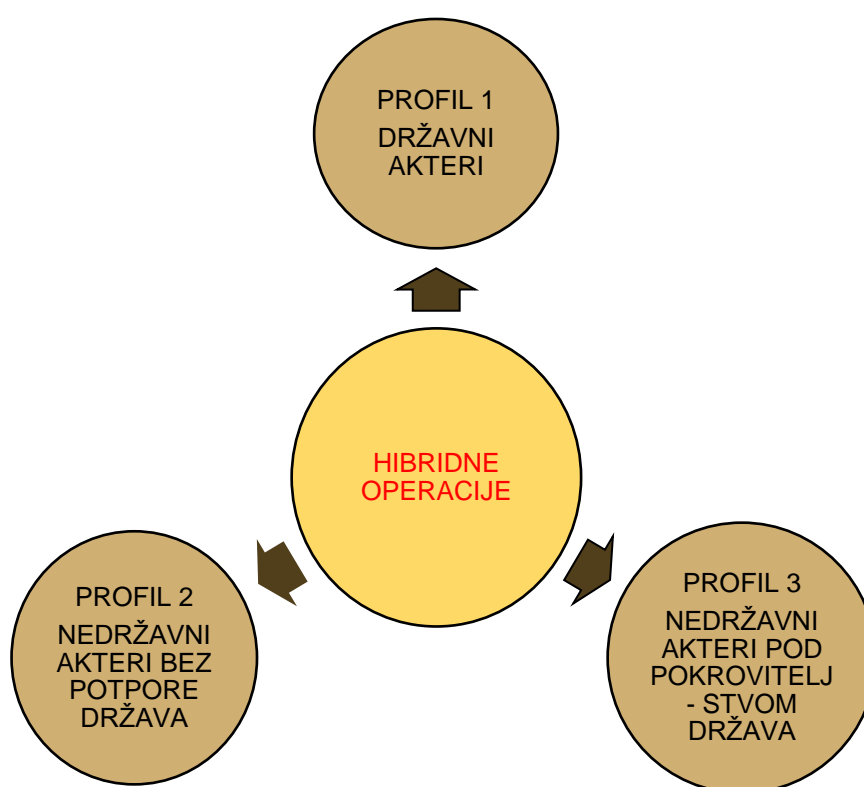 PROFIL 1
DRŽAVNI
AKTERI
HIBRIDNE
OPERACIJE
PROFIL 2
NEDRŽAVNI
AKTERI BEZ
POTPORE
DRŽAVA
PROFIL 3
NEDRŽAVNI
AKTERI POD
POKROVITELJ
- STVOM
DRŽAVA